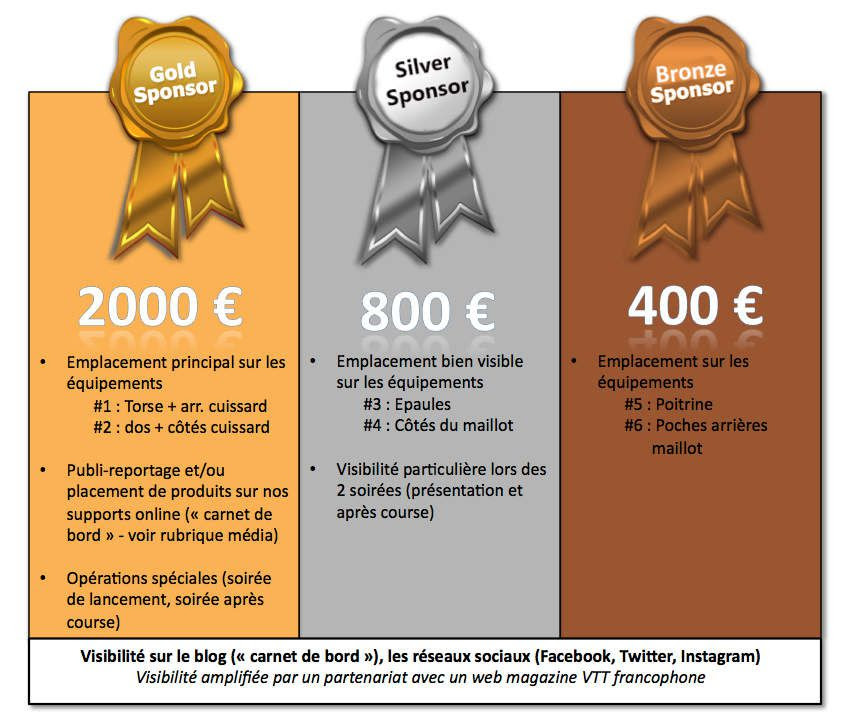 Gold
Sponsor
2000 €
• Emplacement principal sur les
équipements
#1 : Torse + arr. cuissard
#2 : dos + côtés cuissard
• Publi-reportage et/ou
placement de produits sur nos
supports online (« carnet de
bord » - voir rubrique média)
• Opérations spéciales (soirée
de lancement, soirée après
course)
Silver
Sponsor
800 €
• Emplacement bien visible
sur les équipements
#3 : Epaules
#4 : Côtés du maillot
• Visibilité particulière lors des
2 soirées (présentation et
après course)
Bronze
Sponsor
400 €
• Emplacement sur les
équipements
#5 : Poitrine
#6 : Poches arrières
maillot
Visibilité sur le blog (« carnet de bord »), les réseaux sociaux (Facebook, Twitter, Instagram)
Visibilité amplifiée par un partenariat avec un web magazine VTT francophone